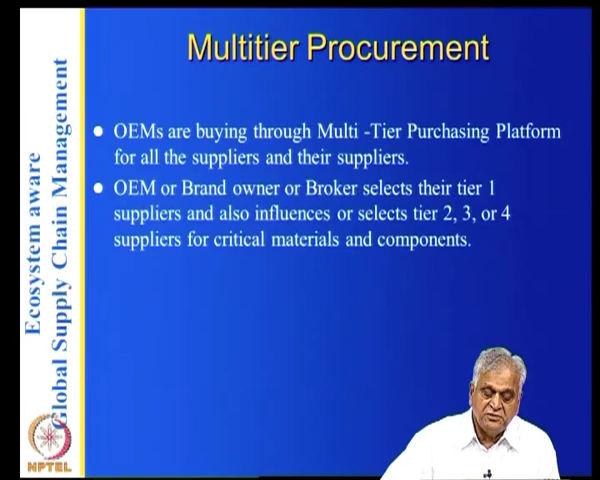 Multitier Procurement
OEMs are buying through Multi -Tier Purchasing Platform
for all the suppliers and their suppliers.
OEM or Brand owner or Broker selects their tier 1
suppliers and also influences or selects tier 2, 3, or 4
suppliers for critical materials and components.
Ecosystem aware
Global Supply Chain Management
NPTEL